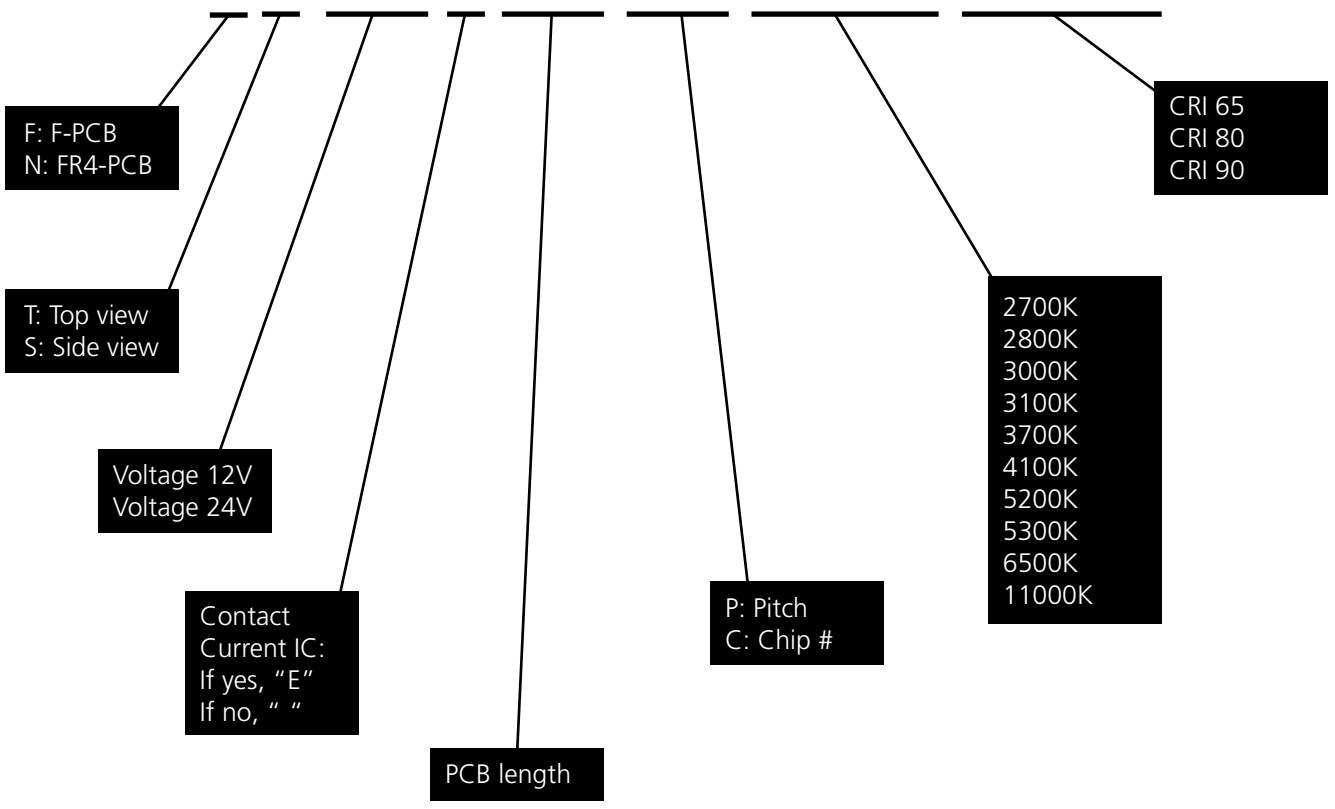 F: F-PCB
N: FR4-PCB
T: Top view
S: Side view
Voltage 12V
Voltage 24V
Contact
Current IC:
If yes, “E”
If no, “ “
PCB length
P: Pitch
C: Chip #
2700K
2800K
3000K
3100K
3700K
4100K
5200K
5300K
6500K
11000K
CRI 65
CRI 80
CRI 90